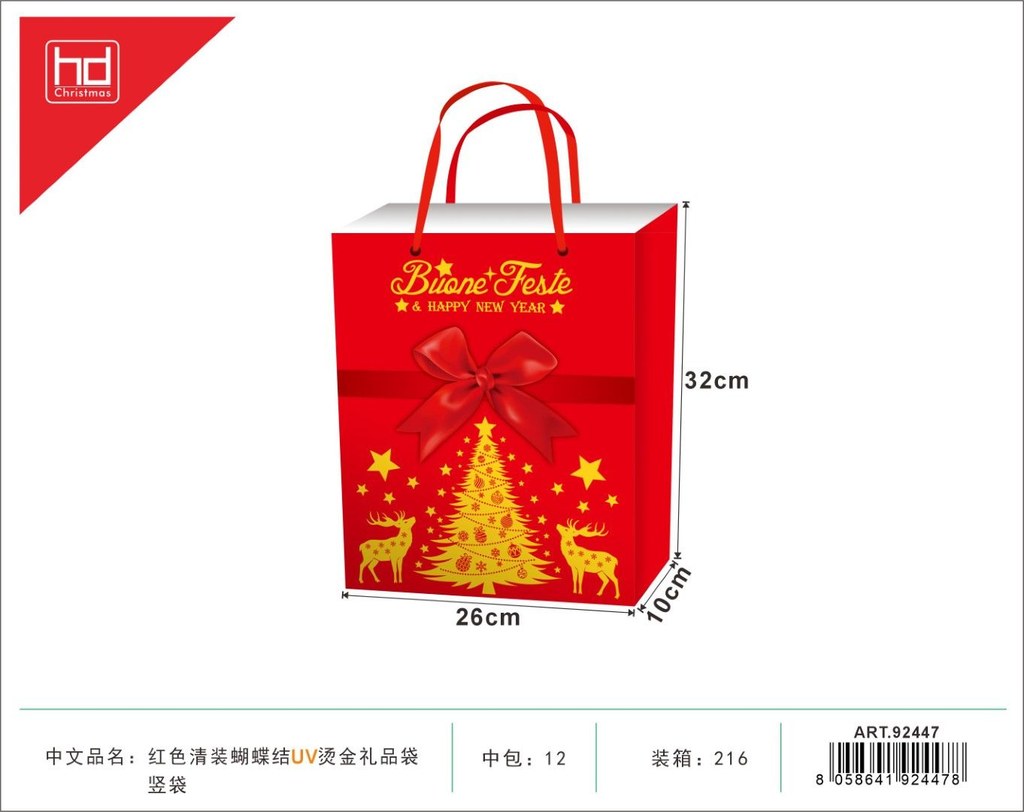 hd
Christmas
Buone Feste
& HAPPY NEW YEAR
32cm
10cm
26cm
中文品名：红色清装蝴蝶结UV烫金礼品袋
竖袋
中包：12
装箱：216
ART.92447
8 058641 924478